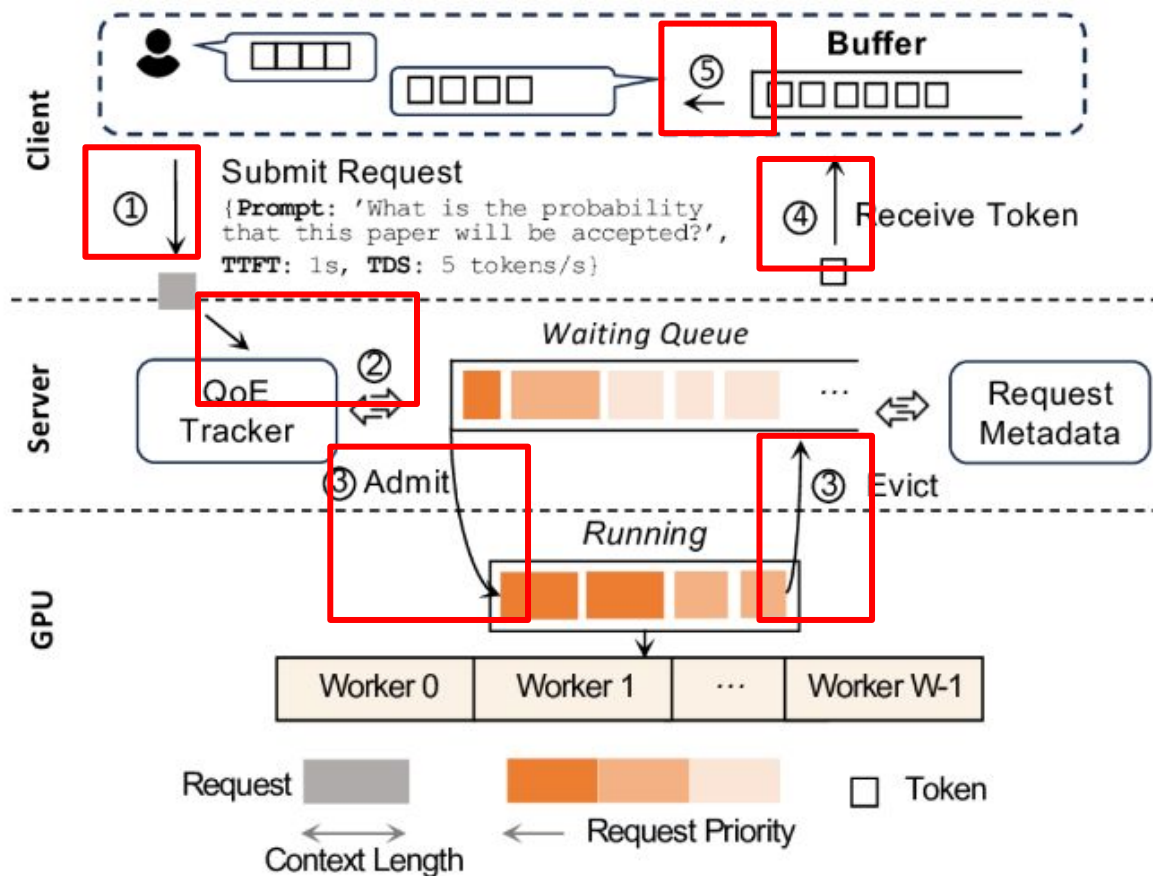 Client
Buffer
⑤
①
Submit Request
{Prompt: 'What is the probability
that this paper will be accepted?',
TTFT: 1s, TDS: 5 tokens/s}
④
Receive Token
Server
QoE
Tracker
②
Waiting Queue
...
Request
Metadata
③ Admit
③ Evict
GPU
Running
Worker 0
Worker 1
...
Worker W-1
Request
Context Length
Request Priority
Token